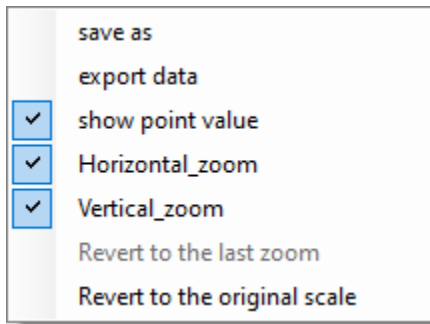 save as
export data
show point value
Horizontal_zoom
Vertical_zoom
Revert to the last zoom
Revert to the original scale